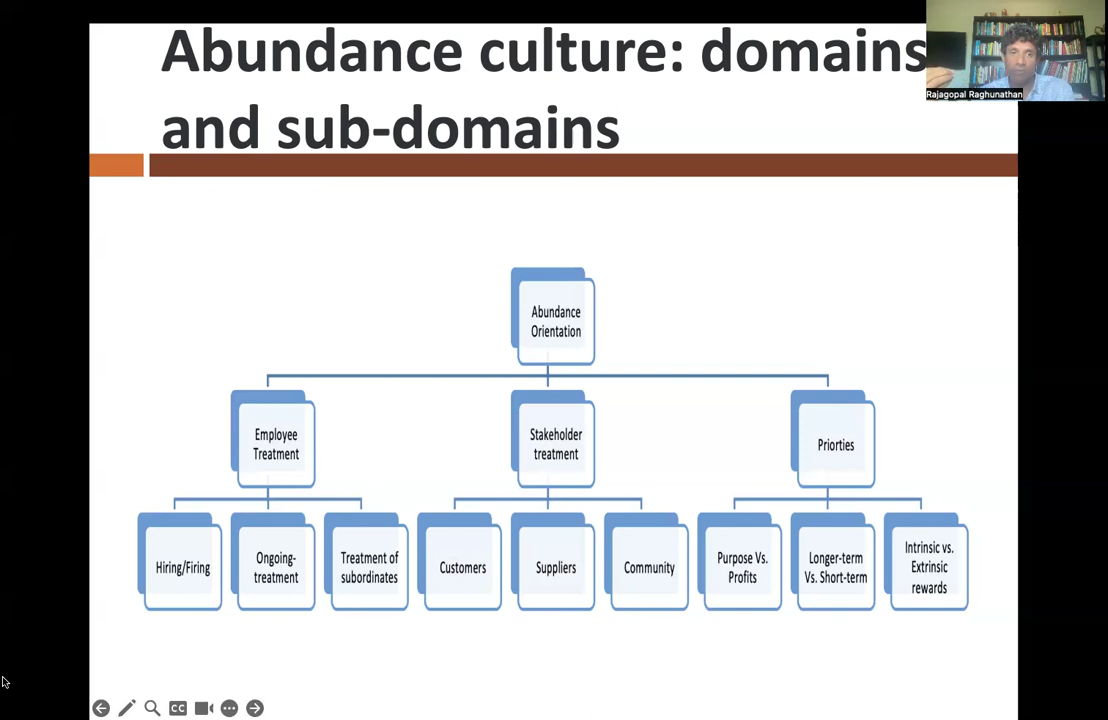 Abundance culture: domains
and sub-domains
Rajagopal Raghunathan
Abundance
Orientation
Employee
Treatment
Stakeholder
treatment
Priorties
Hiring/Firing
Ongoing-
treatment
Treatment of
subordinates
Customers
Suppliers
Community
Purpose Vs.
Profits
Longer-term
Vs. Short-term
Intrinsic vs.
Extrinsic
rewards
CC